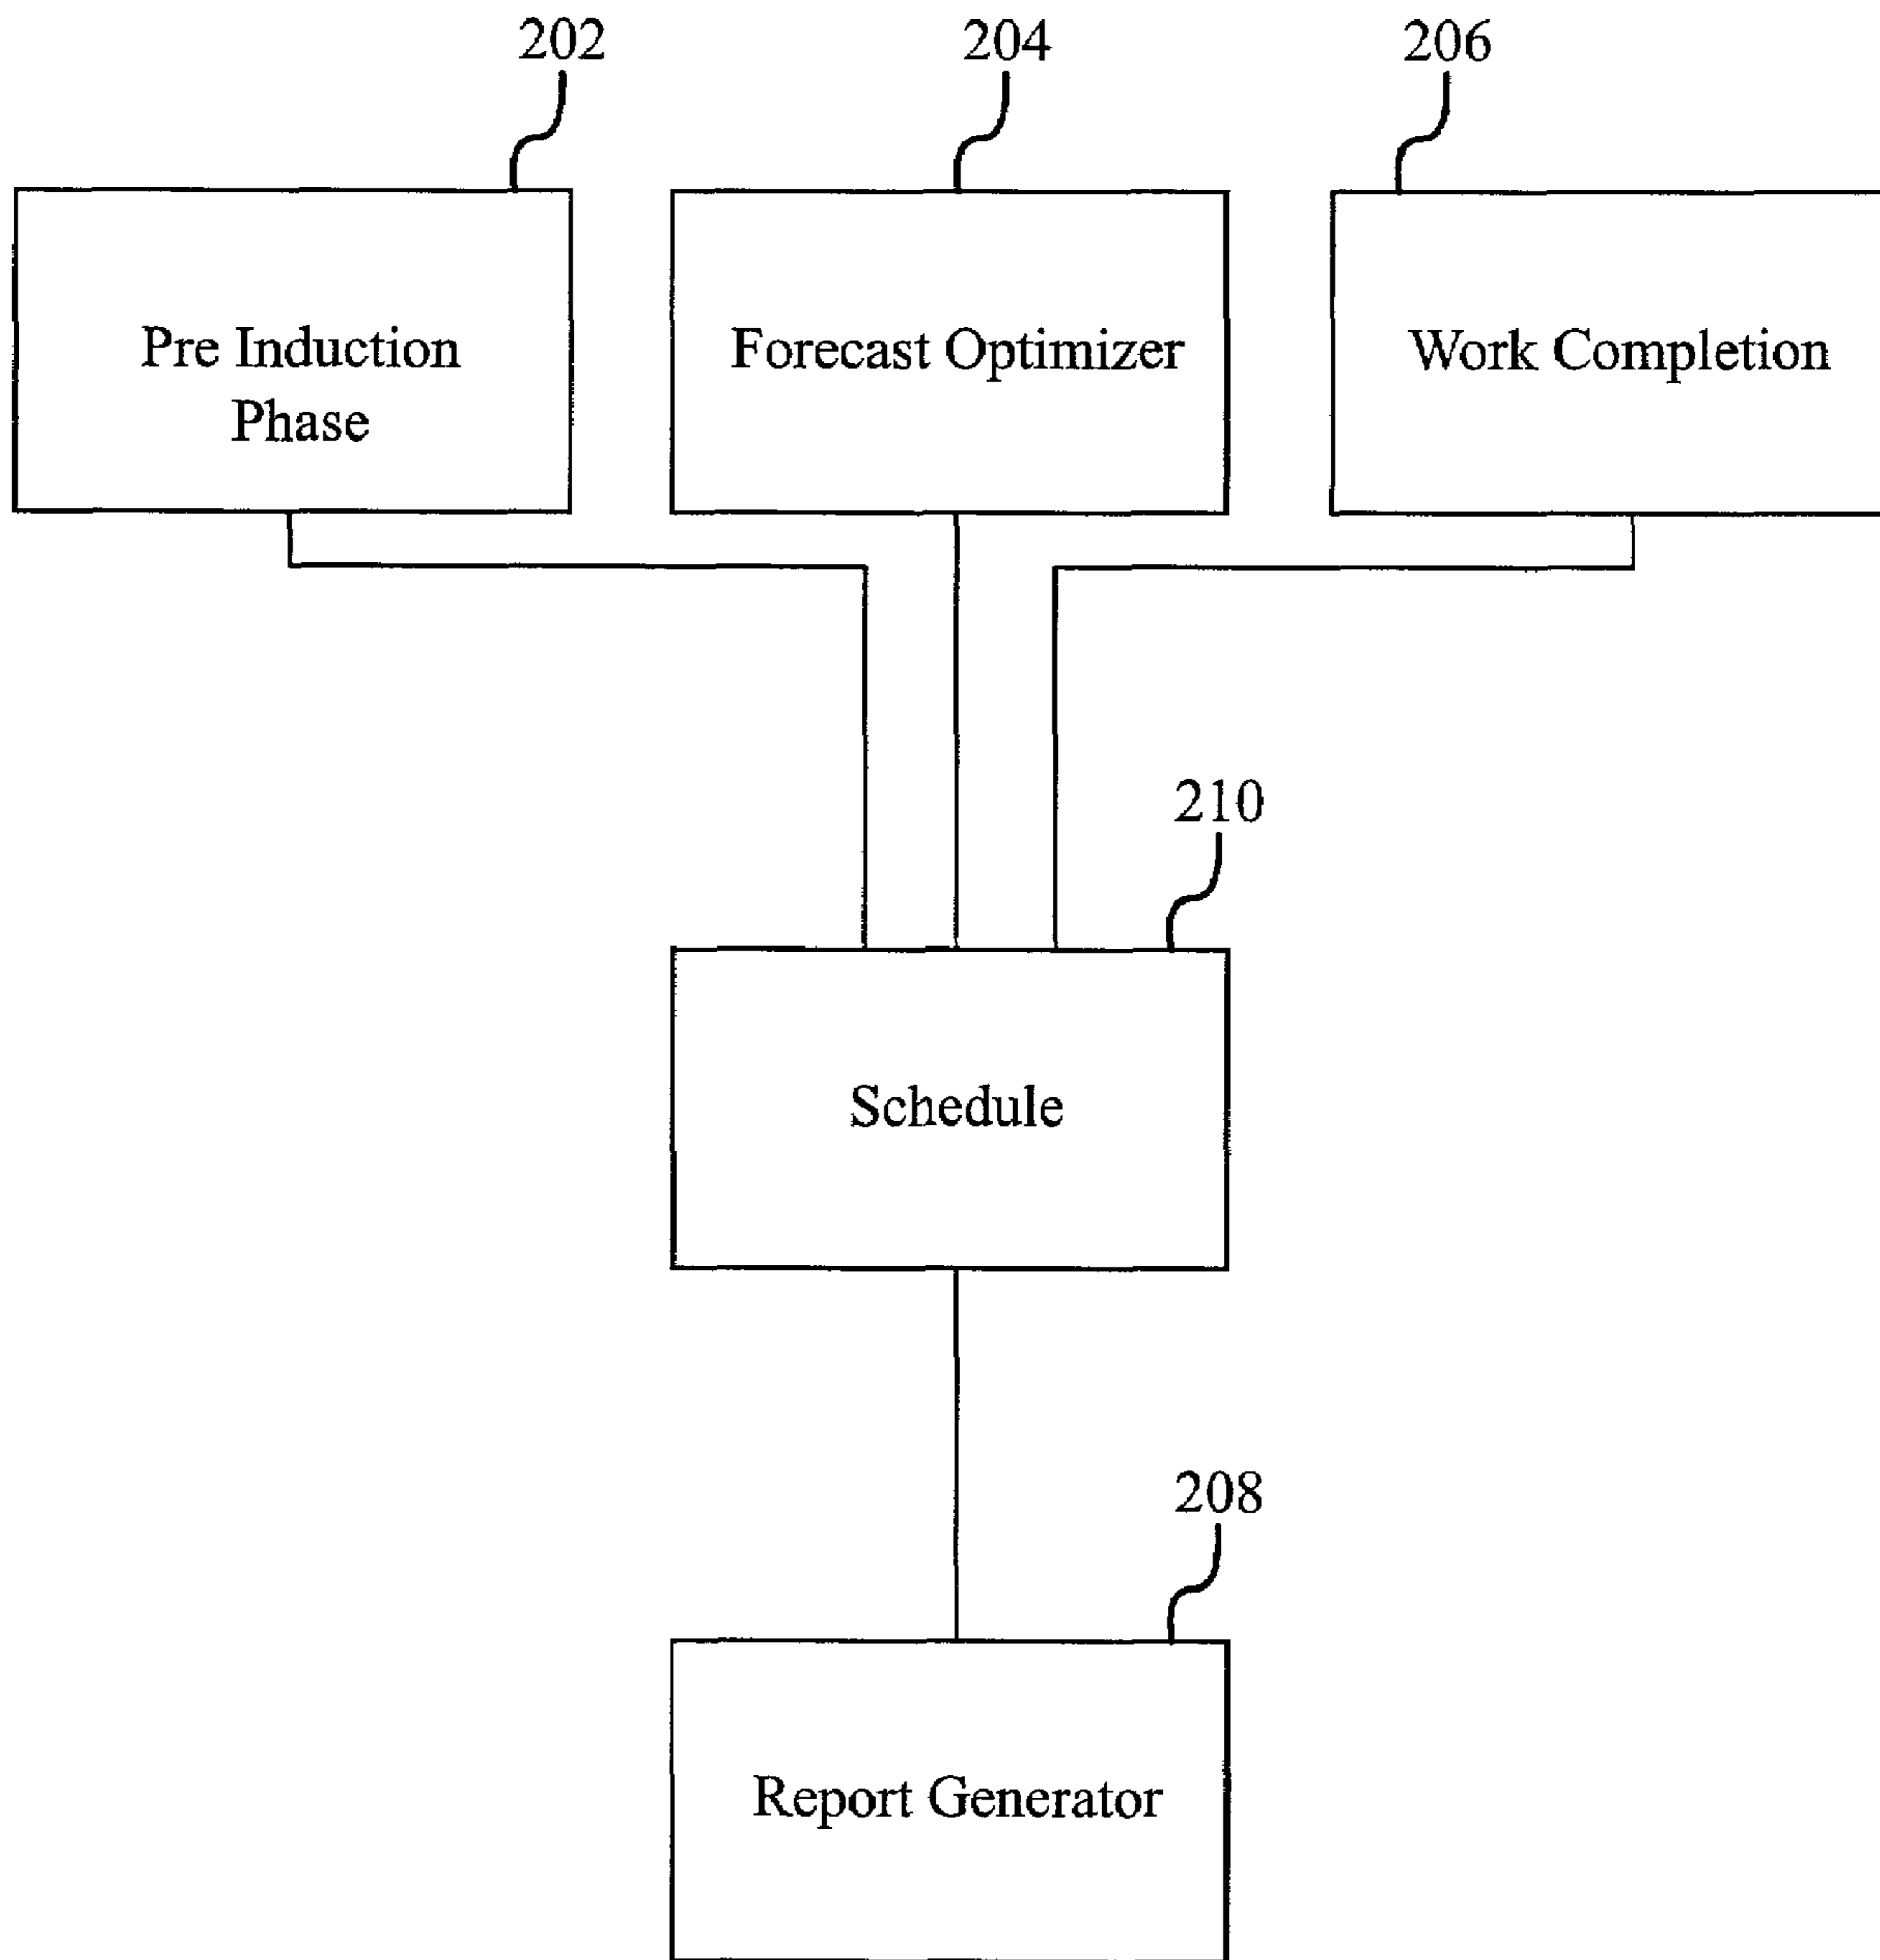 202
204
206
Pre Induction
Phase
Forecast Optimizer
Work Completion
210
Schedule
208
Report Generator